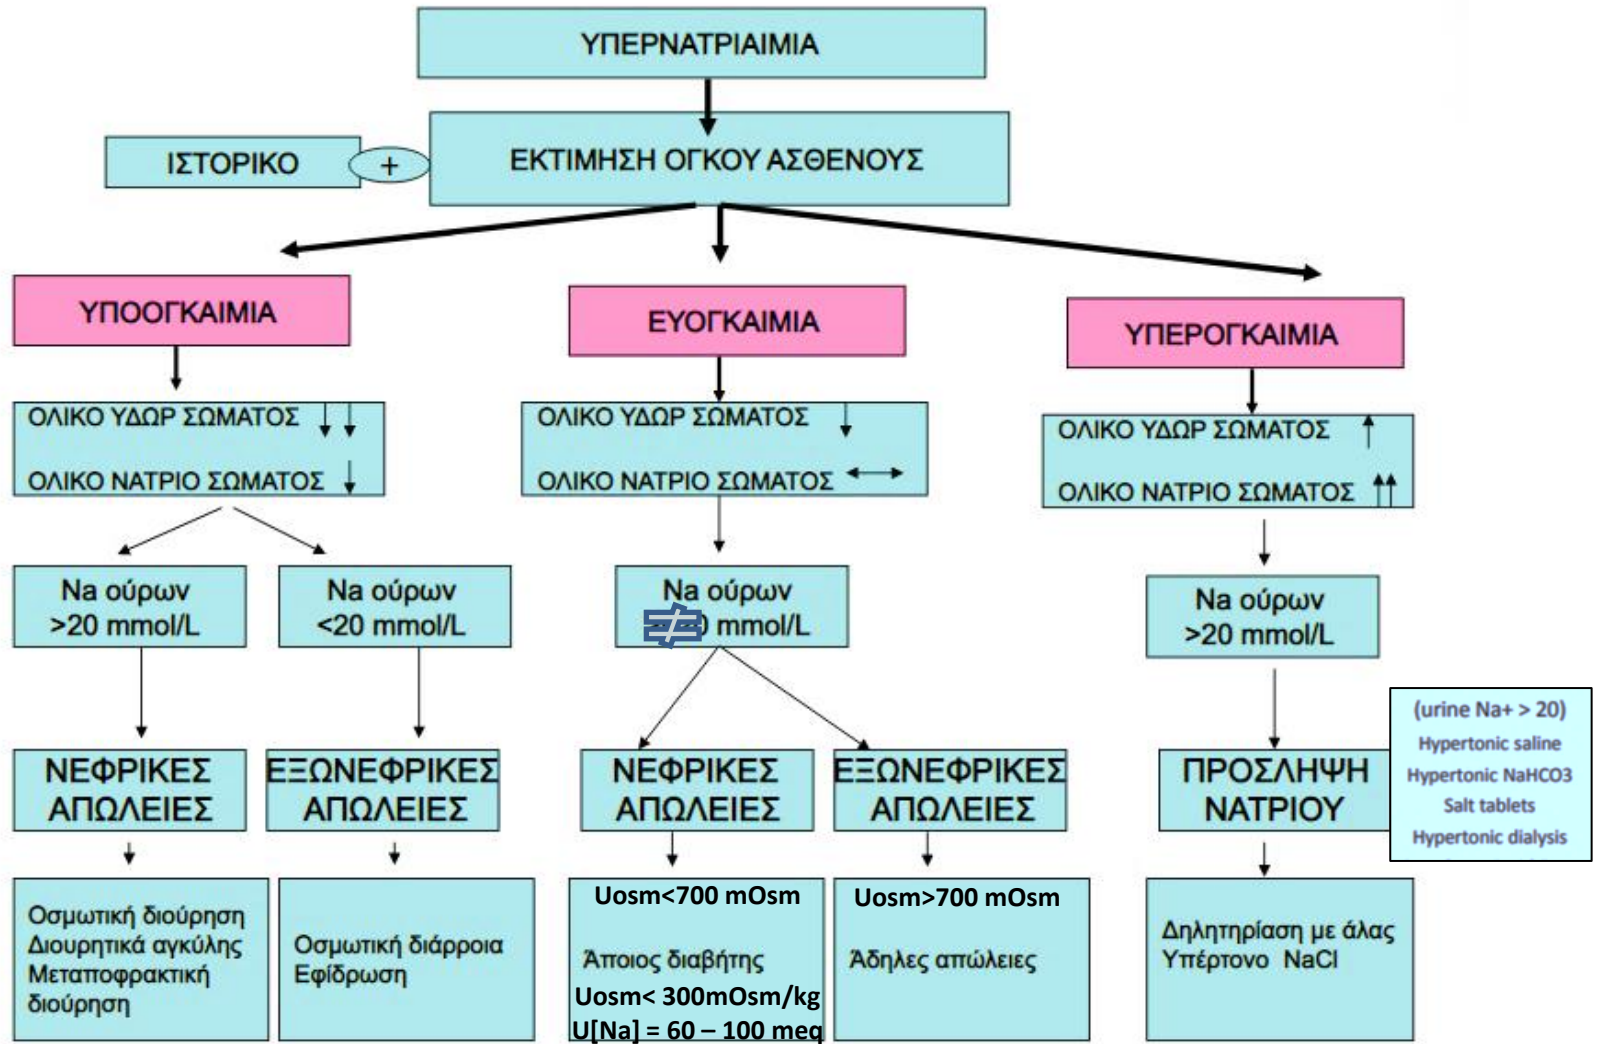 ΥΠΕΡΝΑΤΡΙΑΙΜΙΑ
ΙΣΤΟΡΙΚΟ
+
ΕΚΤΙΜΗΣΗ ΟΓΚΟΥ ΑΣΘΕΝΟΥΣ
ΥΠΟΟΓΚΑΙΜΙΑ
ΕΥΟΓΚΑΙΜΙΑ
ΥΠΕΡΟΓΚΑΙΜΙΑ
ΟΛΙΚΟ ΥΔΩΡ ΣΩΜΑΤΟΣ ↓ ↓
ΟΛΙΚΟ ΝΑΤΡΙΟ ΣΩΜΑΤΟΣ ↓
ΟΛΙΚΟ ΥΔΩΡ ΣΩΜΑΤΟΣ ↓
ΟΛΙΚΟ ΝΑΤΡΙΟ ΣΩΜΑΤΟΣ ↔
ΟΛΙΚΟ ΥΔΩΡ ΣΩΜΑΤΟΣ ↑
ΟΛΙΚΟ ΝΑΤΡΙΟ ΣΩΜΑΤΟΣ ↑↑
Na ούρων
>20 mmol/L
Na ούρων
<20 mmol/L
Na ούρων
≠ mmol/L
Na ούρων
>20 mmol/L
ΝΕΦΡΙΚΕΣ
ΑΠΩΛΕΙΕΣ
ΕΞΩΝΕΦΡΙΚΕΣ
ΑΠΩΛΕΙΕΣ
ΝΕΦΡΙΚΕΣ
ΑΠΩΛΕΙΕΣ
ΕΞΩΝΕΦΡΙΚΕΣ
ΑΠΩΛΕΙΕΣ
ΠΡΟΣΛΗΨΗ
ΝΑΤΡΙΟΥ
(urine Na+ > 20)
Hypertonic saline
Hypertonic NaHCO3
Salt tablets
Hypertonic dialysis
Οσμωτική διούρηση
Διουρητικά αγκύλης
Μεταποφρακτική
διούρηση
Οσμωτική διάρροια
Εφίδρωση
Uosm<700 mOsm
Άποιος διαβήτης
Uosm< 300mOsm/kg
U[Na] = 60 – 100 meq
Uosm>700 mOsm
Άδηλες απώλειες
Δηλητηρίαση με άλας
Υπέρτονο NaCl